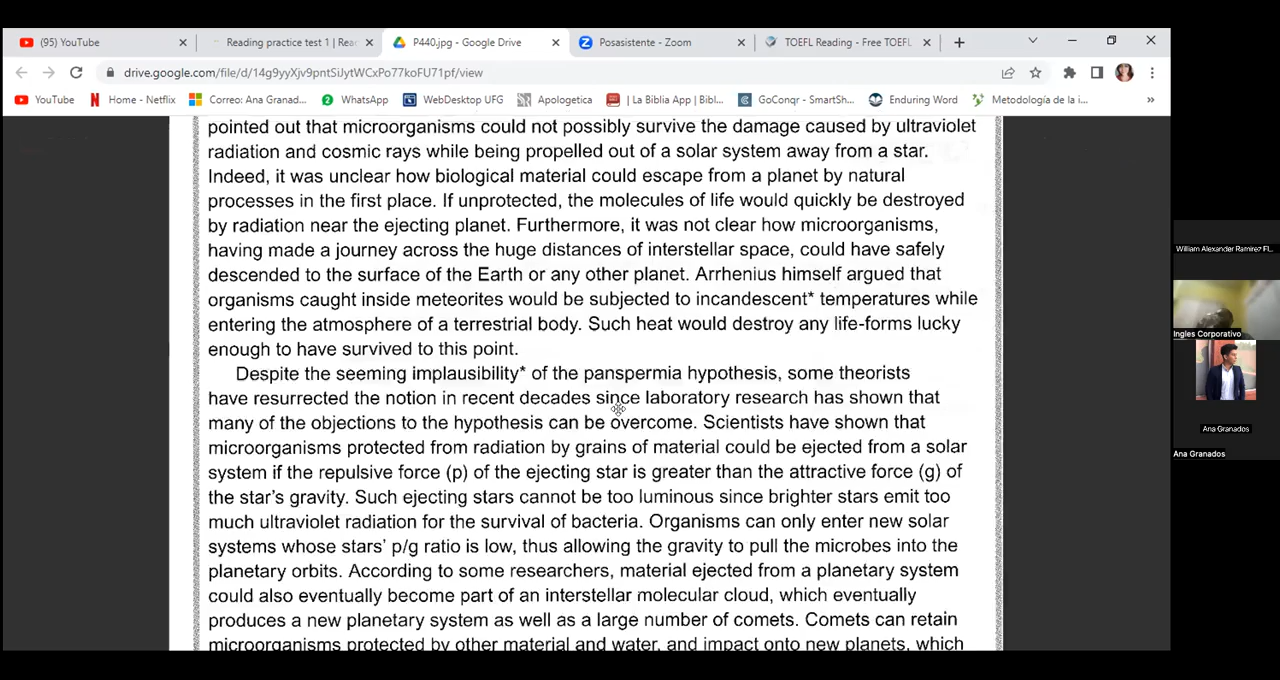 (95) YouTube
Reading practice test 1 | Rea
P440.jpg - Google Drive
Posasistente - Zoom
TOEFL Reading - Free TOEFL
drive.google.com/file/d/14g9yyXjv9pntSiJytWCxPo77koFU71pf/view
YouTube
Home - Netflix
Correo: Ana Granad...
WhatsApp
WebDesktop UFG
Apologetica
| La Biblia App | Bibl...
GoConqr - SmartSh...
Enduring Word
Metodología de la i...
pointed out that microorganisms could not possibly survive the damage caused by ultraviolet
radiation and cosmic rays while being propelled out of a solar system away from a star.
Indeed, it was unclear how biological material could escape from a planet by natural
processes in the first place. If unprotected, the molecules of life would quickly be destroyed
by radiation near the ejecting planet. Furthermore, it was not clear how microorganisms,
having made a journey across the huge distances of interstellar space, could have safely
descended to the surface of the Earth or any other planet. Arrhenius himself argued that
organisms caught inside meteorites would be subjected to incandescent* temperatures while
entering the atmosphere of a terrestrial body. Such heat would destroy any life-forms lucky
enough to have survived to this point.
Despite the seeming implausibility* of the panspermia hypothesis, some theorists
have resurrected the notion in recent decades since laboratory research has shown that
many of the objections to the hypothesis can be overcome. Scientists have shown that
microorganisms protected from radiation by grains of material could be ejected from a solar
system if the repulsive force (p) of the ejecting star is greater than the attractive force (g) of
the star's gravity. Such ejecting stars cannot be too luminous since brighter stars emit too
much ultraviolet radiation for the survival of bacteria. Organisms can only enter new solar
systems whose stars' p/g ratio is low, thus allowing the gravity to pull the microbes into the
planetary orbits. According to some researchers, material ejected from a planetary system
could also eventually become part of an interstellar molecular cloud, which eventually
produces a new planetary system as well as a large number of comets. Comets can retain
microorganisms protected by other material and water, and impact onto new planets, which
William Alexander Ramirez Fl...
Ingles Corporativo
Ana Granados
Ana Granados